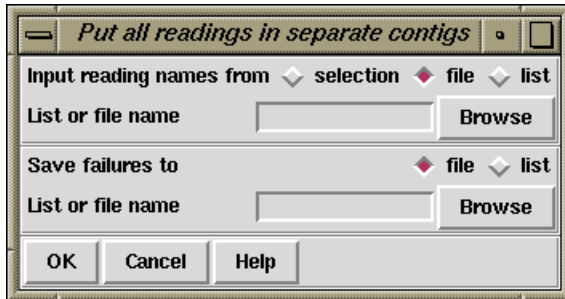 Put all readings in separate contigs
Input reading names from selection file list
List or file name Browse
Save failures to file list
List or file name Browse
OK Cancel Help